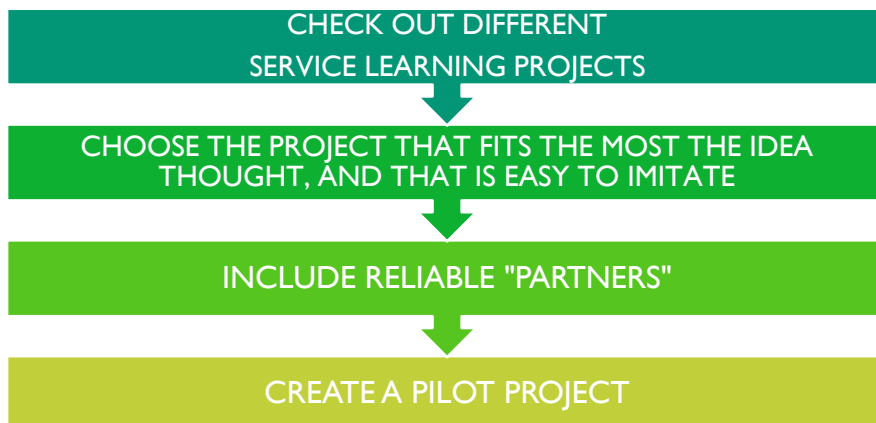 CHECK OUT DIFFERENT
SERVICE LEARNING PROJECTS
CHOOSE THE PROJECT THAT FITS THE MOST THE IDEA
THOUGHT, AND THAT IS EASY TO IMITATE
INCLUDE RELIABLE "PARTNERS"
CREATE A PILOT PROJECT